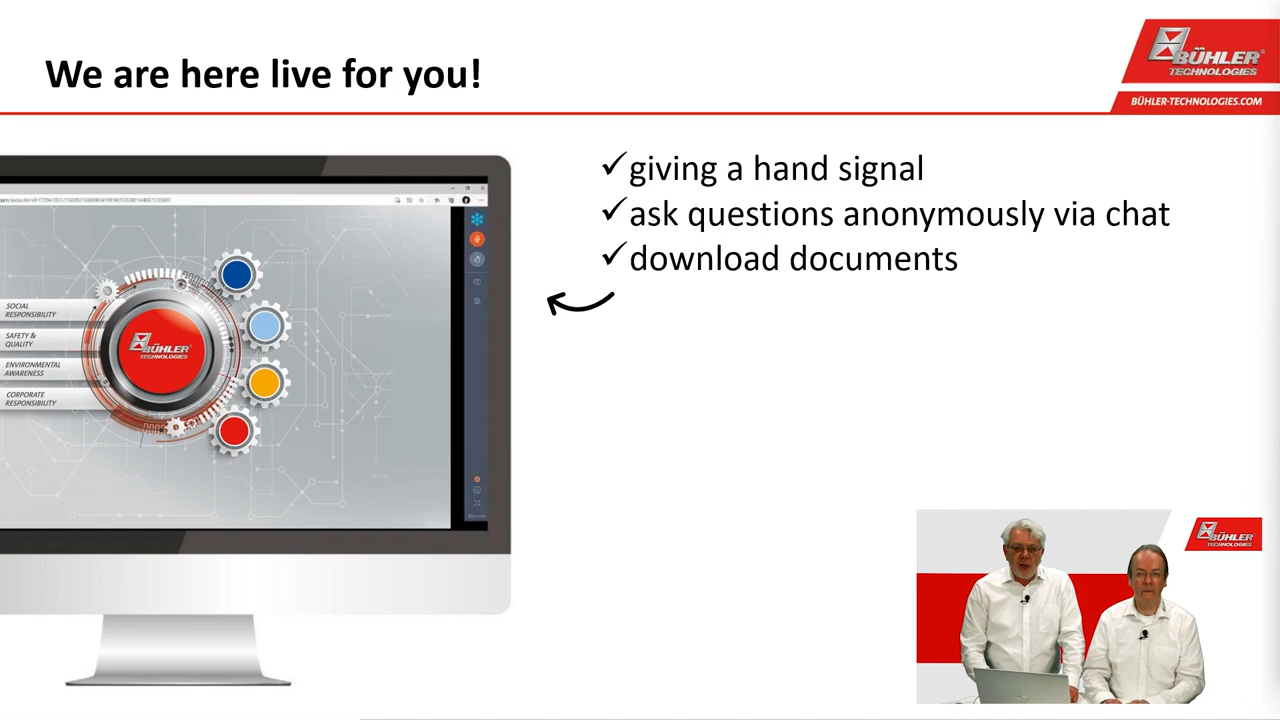 We are here live for you!
BÜHLER
TECHNOLOGIES
BÜHLER-TECHNOLOGIES.COM
✓giving a hand signal
✓ask questions anonymously via chat
✓download documents
SOCIAL
RESPONSIBILITY
SAFETY &
QUALITY
ENVIRONMENTAL
AWARENESS
CORPORATE
RESPONSIBILITY
BÜHLER
TECHNOLOGIES
BÜHLER
TECHNOLOGIES